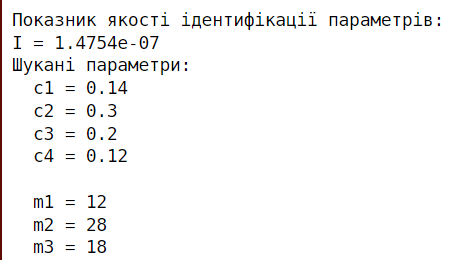 Показник якості ідентифікації параметрів:
I = 1.4754e-07
Шукані параметри:
c1 = 0.14
c2 = 0.3
c3 = 0.2
c4 = 0.12
m1 = 12
m2 = 28
m3 = 18